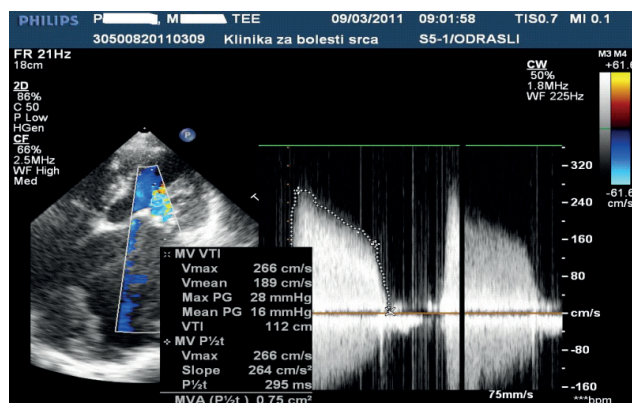 PHILIPS P , M TEE 09/03/2011 09:01:58 TIS0.7 MI 0.1
30500820110309 Klinika za bolesti srca S5-1/ODRASLI
FR 21Hz
18cm
2D
86%
C 50
P Low
HGen
CF
66%
2.5MHz
WF High
Med
P
CW
50%
1.8MHz
WF 225Hz
M3 M4
+61.6
-61.6
cm/s
320
240
160
80
cm/s
-80
-160
MV VTI
Vmax 266 cm/s
Vmean 189 cm/s
Max PG 28 mmHg
Mean PG 16 mmHg
VTI 112 cm
MV P½t
Vmax 266 cm/s
Slope 264 cm/s²
P½t 295 ms
MVA (P½t) 0.75 cm²
75mm/s
***bpm